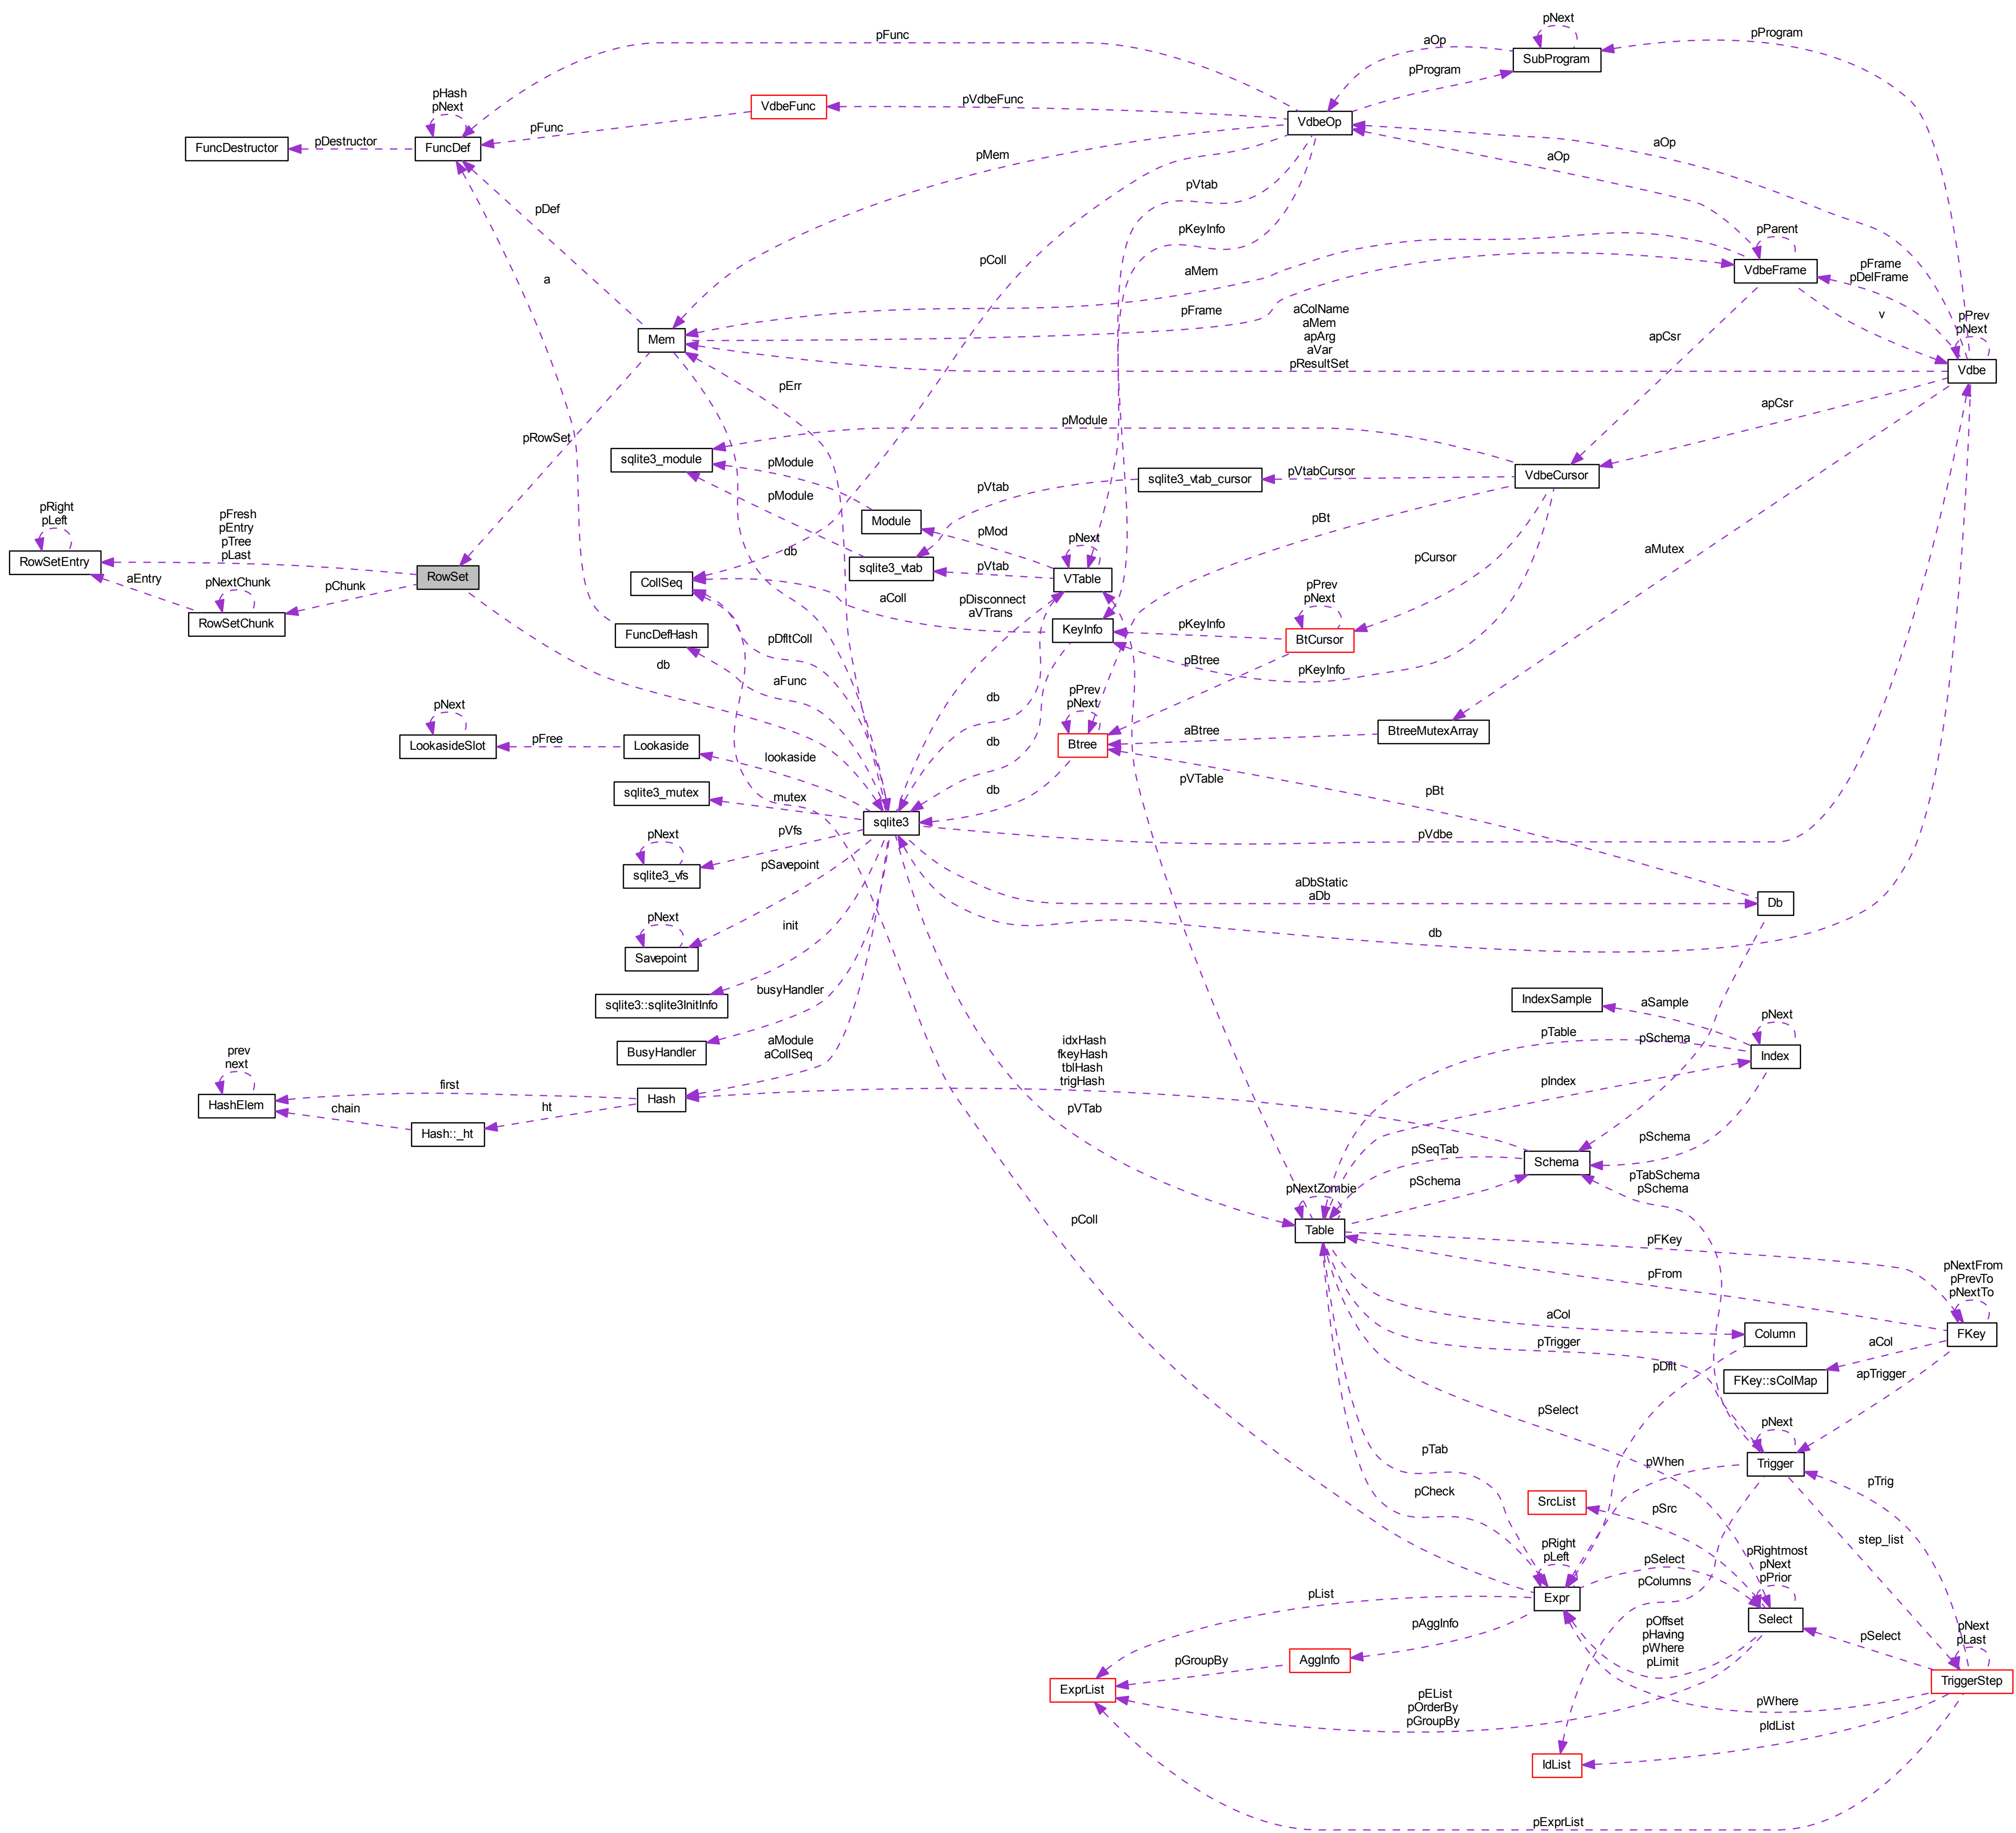 pNext
pFunc
pProgram
aOp
SubProgram
pProgram
pHash
pNext
pVdbeFunc
VdbeFunc
VdbeOp
pFunc
pDestructor
FuncDestructor
FuncDef
aOp
aOp
pMem
pVtab
pDef
pParent
pKeyInfo
pColl
VdbeFrame
pFrame
pDelFrame
aMem
a
pFrame
aColName
aMem
apArg
aVar
pResultSet
v
pPrev
pNext
Mem
apCsr
Vdbe
pErr
apCsr
pModule
pRowSet
sqlite3_module
pModule
pVtabCursor
VdbeCursor
sqlite3_vtab_cursor
pVtab
pModule
pRight
pLeft
pFresh
pEntry
pTree
pLast
Module
pBt
pMod
pNext
aMutex
db
RowSetEntry
RowSet
sqlite3_vtab
pVtab
VTable
pCursor
CollSeq
aEntry
pNextChunk
pChunk
aColl
pDisconnect
aVTrans
pPrev
pNext
RowSetChunk
FuncDefHash
pDfltColl
KeyInfo
pKeyInfo
BtCursor
db
aFunc
pBtree
pKeyInfo
db
pPrev
pNext
pNext
LookasideSlot
pFree
Lookaside
lookaside
db
Btree
aBtree
BtreeMutexArray
pVTable
sqlite3_mutex
mutex
db
pBt
sqlite3
pVdbe
pNext
pVfs
sqlite3_vfs
pSavepoint
aDbStatic
aDb
Db
pNext
init
db
Savepoint
busyHandler
sqlite3::sqlite3InitInfo
IndexSample
aSample
pNext
BusyHandler
aModule
aCollSeq
idxHash
fkeyHash
tblHash
trigHash
pTable
pSchema
Index
prev
next
first
Hash
pIndex
HashElem
chain
ht
Hash::_ht
pVTab
pSchema
pSeqTab
Schema
pSchema
pTabSchema
pSchema
pNextZombie
pColl
Table
pFKey
pNextFrom
pPrevTo
pNextTo
pFrom
aCol
Column
FKey
pTrigger
aCol
pDflt
FKey::sColMap
apTrigger
pSelect
pNext
pTab
pWhen
Trigger
pTrig
pCheck
SrcList
pSrc
step_list
pRight
pLeft
pRightmost
pNext
pPrior
pSelect
pColumns
pList
Expr
Select
pAggInfo
pOffset
pHaving
pWhere
pLimit
pNext
pLast
pSelect
pGroupBy
AggInfo
ExprList
TriggerStep
pEList
pOrderBy
pGroupBy
pWhere
pIdList
IdList
pExprList